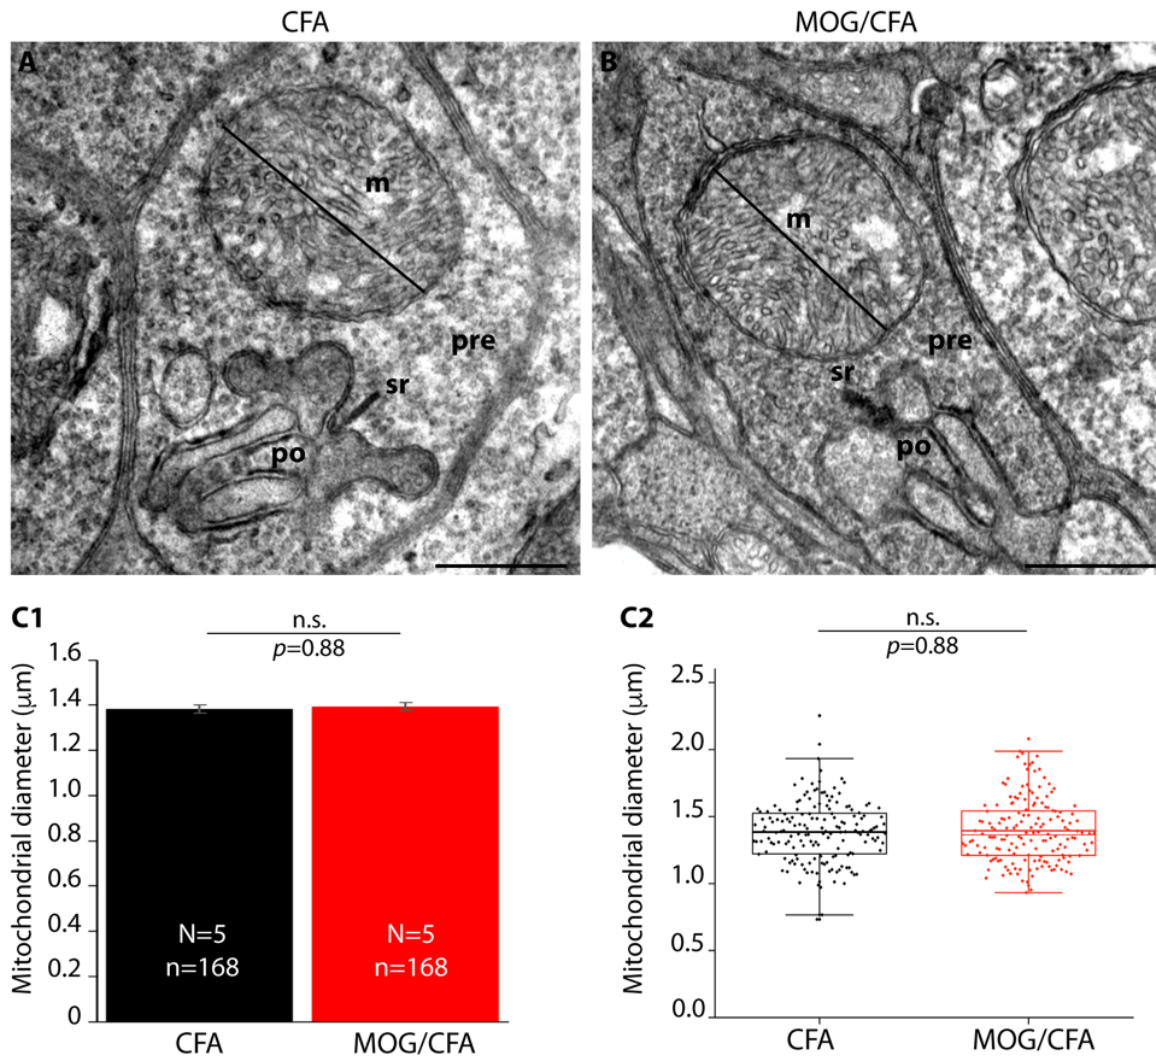 CFA
MOG/CFA
A
m
pre
sr
po
B
m
pre
sr
po
C1
n.s.
p=0.88
Mitochondrial diameter (µm)
1.6
1.4
1.2
1.0
0.8
0.6
0.4
0.2
0
N=5
n=168
N=5
n=168
CFA
MOG/CFA
C2
n.s.
p=0.88
Mitochondrial diameter (µm)
2.5
2.0
1.5
1.0
0.5
0.0
CFA
MOG/CFA